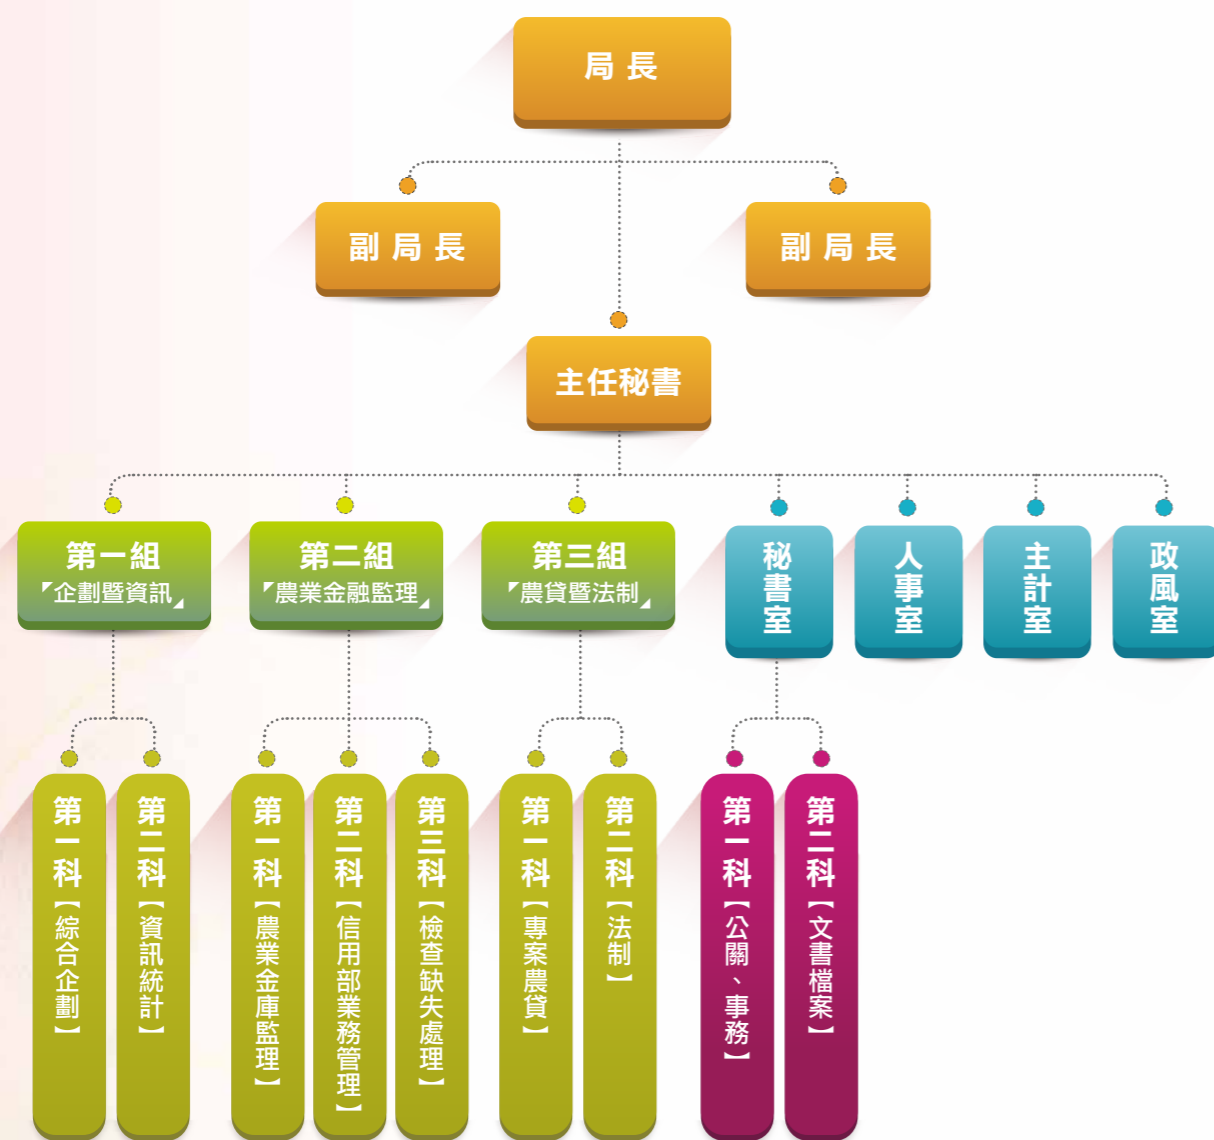 局長
副局長
副局長
主任秘書
第一組
「企劃暨資訊」
第二組
「農業金融監理」
第三組
「農貸暨法制」
秘書室
人事室
主計室
政風室
第一科【綜合企劃】
第二科【資訊統計】
第一科【農業金庫監理】
第二科【信用部業務管理】
第三科【檢查缺失處理】
第一科【專案農貸】
第二科【法制】
第一科【公關、事務】
第二科【文書檔案】